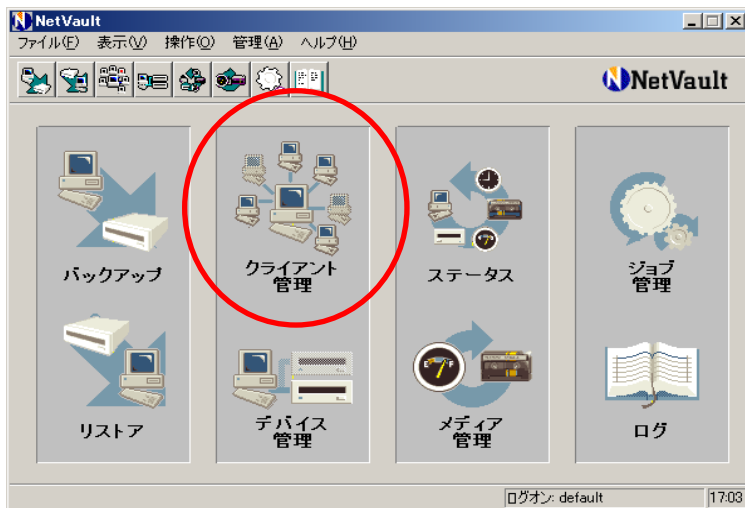 NetVault
ファイル(F) 表示(V) 操作(O) 管理(A) ヘルプ(H)
NetVault
バックアップ
クライアント
管理
ステータス
ジョブ
管理
リストア
デバイス
管理
メディア
管理
ログ
ログオン: default
17:03